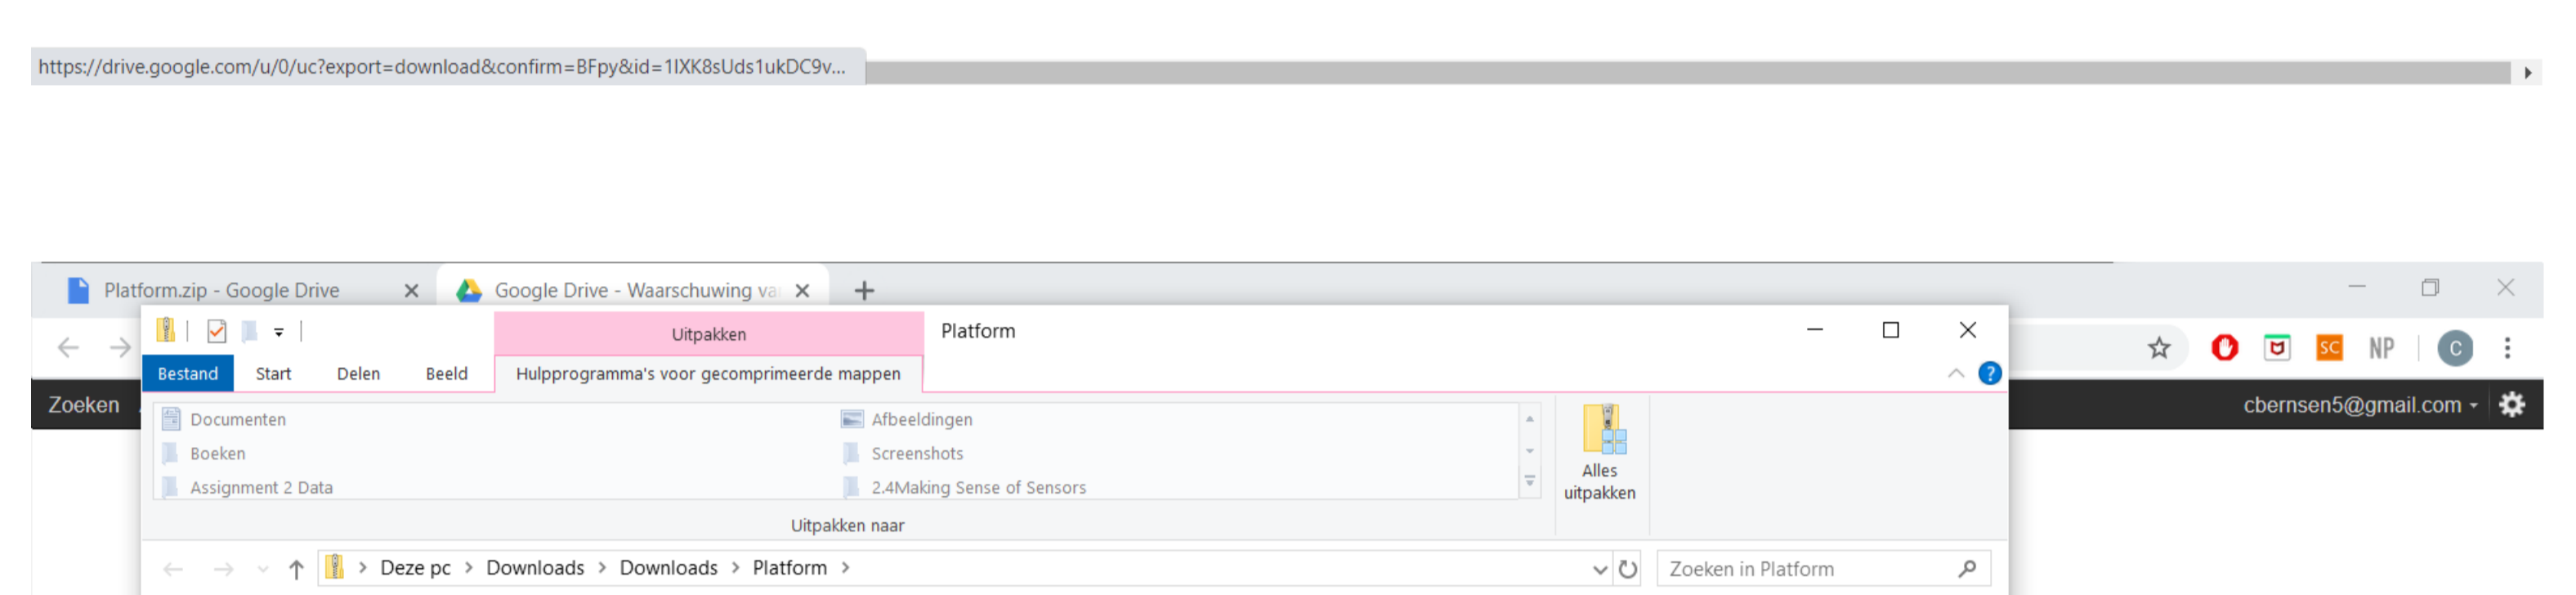 https://drive.google.com/u/0/uc?export=download&confirm=BFpy&id=1IXK8sUds1ukDC9v...
Platform.zip - Google Drive
Google Drive - Waarschuwing va
Uitpakken
Platform
Bestand Start Delen Beeld Hulpprogramma's voor gecomprimeerde mappen
SC NP C
Zoeken
cbernsen5@gmail.com
Documenten Afbeeldingen
Boeken Screenshots
Assignment 2 Data 2.4Making Sense of Sensors
Alles
uitpakken
Uitpakken naar
Deze pc > Downloads > Downloads > Platform >
Zoeken in Platform